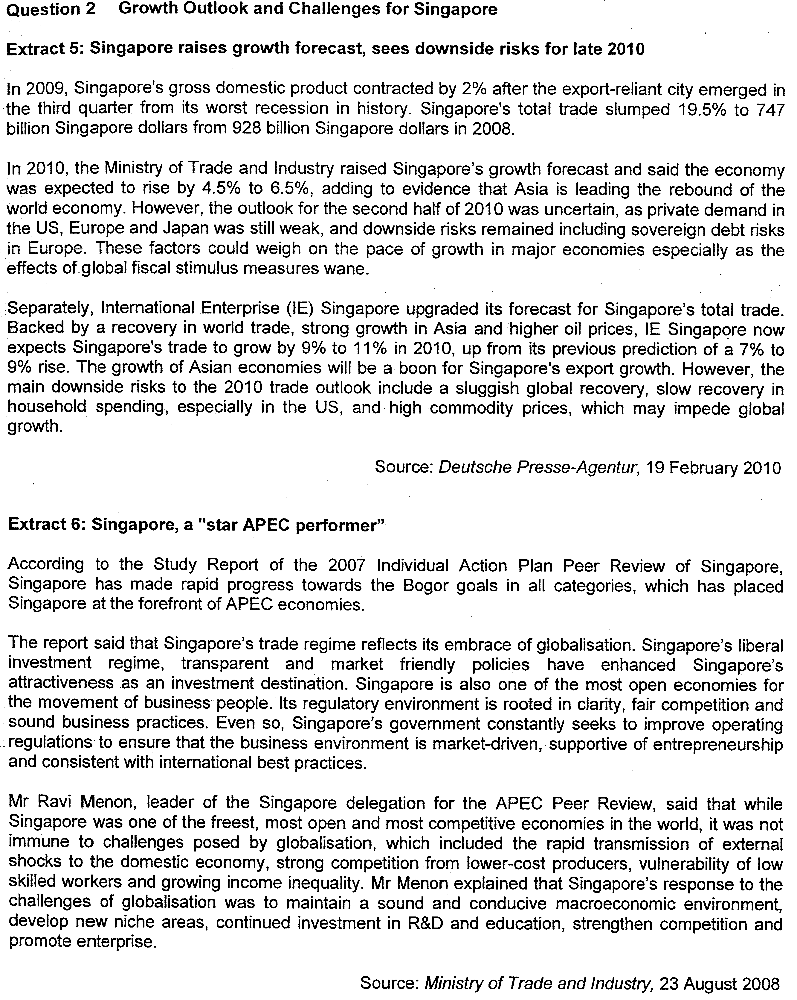 Question 2 Growth Outlook and Challenges for Singapore
Extract 5: Singapore raises growth forecast, sees downside risks for late 2010
In 2009, Singapore's gross domestic product contracted by 2% after the export-reliant city emerged in
the third quarter from its worst recession in history. Singapore's total trade slumped 19.5% to 747
billion Singapore dollars from 928 billion Singapore dollars in 2008.
In 2010, the Ministry of Trade and Industry raised Singapore's growth forecast and said the economy
was expected to rise by 4.5% to 6.5%, adding to evidence that Asia is leading the rebound of the
world economy. However, the outlook for the second half of 2010 was uncertain, as private demand in
the US, Europe and Japan was still weak, and downside risks remained including sovereign debt risks
in Europe. These factors could weigh on the pace of growth in major economies especially as the
effects of global fiscal stimulus measures wane.
Separately, International Enterprise (IE) Singapore upgraded its forecast for Singapore's total trade.
Backed by a recovery in world trade, strong growth in Asia and higher oil prices, IE Singapore now
expects Singapore's trade to grow by 9% to 11% in 2010, up from its previous prediction of a 7% to
9% rise. The growth of Asian economies will be a boon for Singapore's export growth. However, the
main downside risks to the 2010 trade outlook include a sluggish global recovery, slow recovery in
household spending, especially in the US, and high commodity prices, which may impede global
growth.
Source: Deutsche Presse-Agentur, 19 February 2010
Extract 6: Singapore, a "star APEC performer”
According to the Study Report of the 2007 Individual Action Plan Peer Review of Singapore,
Singapore has made rapid progress towards the Bogor goals in all categories, which has placed
Singapore at the forefront of APEC economies.
The report said that Singapore's trade regime reflects its embrace of globalisation. Singapore's liberal
investment regime, transparent and market friendly policies have enhanced Singapore's
attractiveness as an investment destination. Singapore is also one of the most open economies for
the movement of business people. Its regulatory environment is rooted in clarity, fair competition and
sound business practices. Even so, Singapore's government constantly seeks to improve operating
regulations to ensure that the business environment is market-driven, supportive of entrepreneurship
and consistent with international best practices.
Mr Ravi Menon, leader of the Singapore delegation for the APEC Peer Review, said that while
Singapore was one of the freest, most open and most competitive economies in the world, it was not
immune to challenges posed by globalisation, which included the rapid transmission of external
shocks to the domestic economy, strong competition from lower-cost producers, vulnerability of low
skilled workers and growing income inequality. Mr Menon explained that Singapore's response to the
challenges of globalisation was to maintain a sound and conducive macroeconomic environment,
develop new niche areas, continued investment in R&D and education, strengthen competition and
promote enterprise.
Source: Ministry of Trade and Industry, 23 August 2008